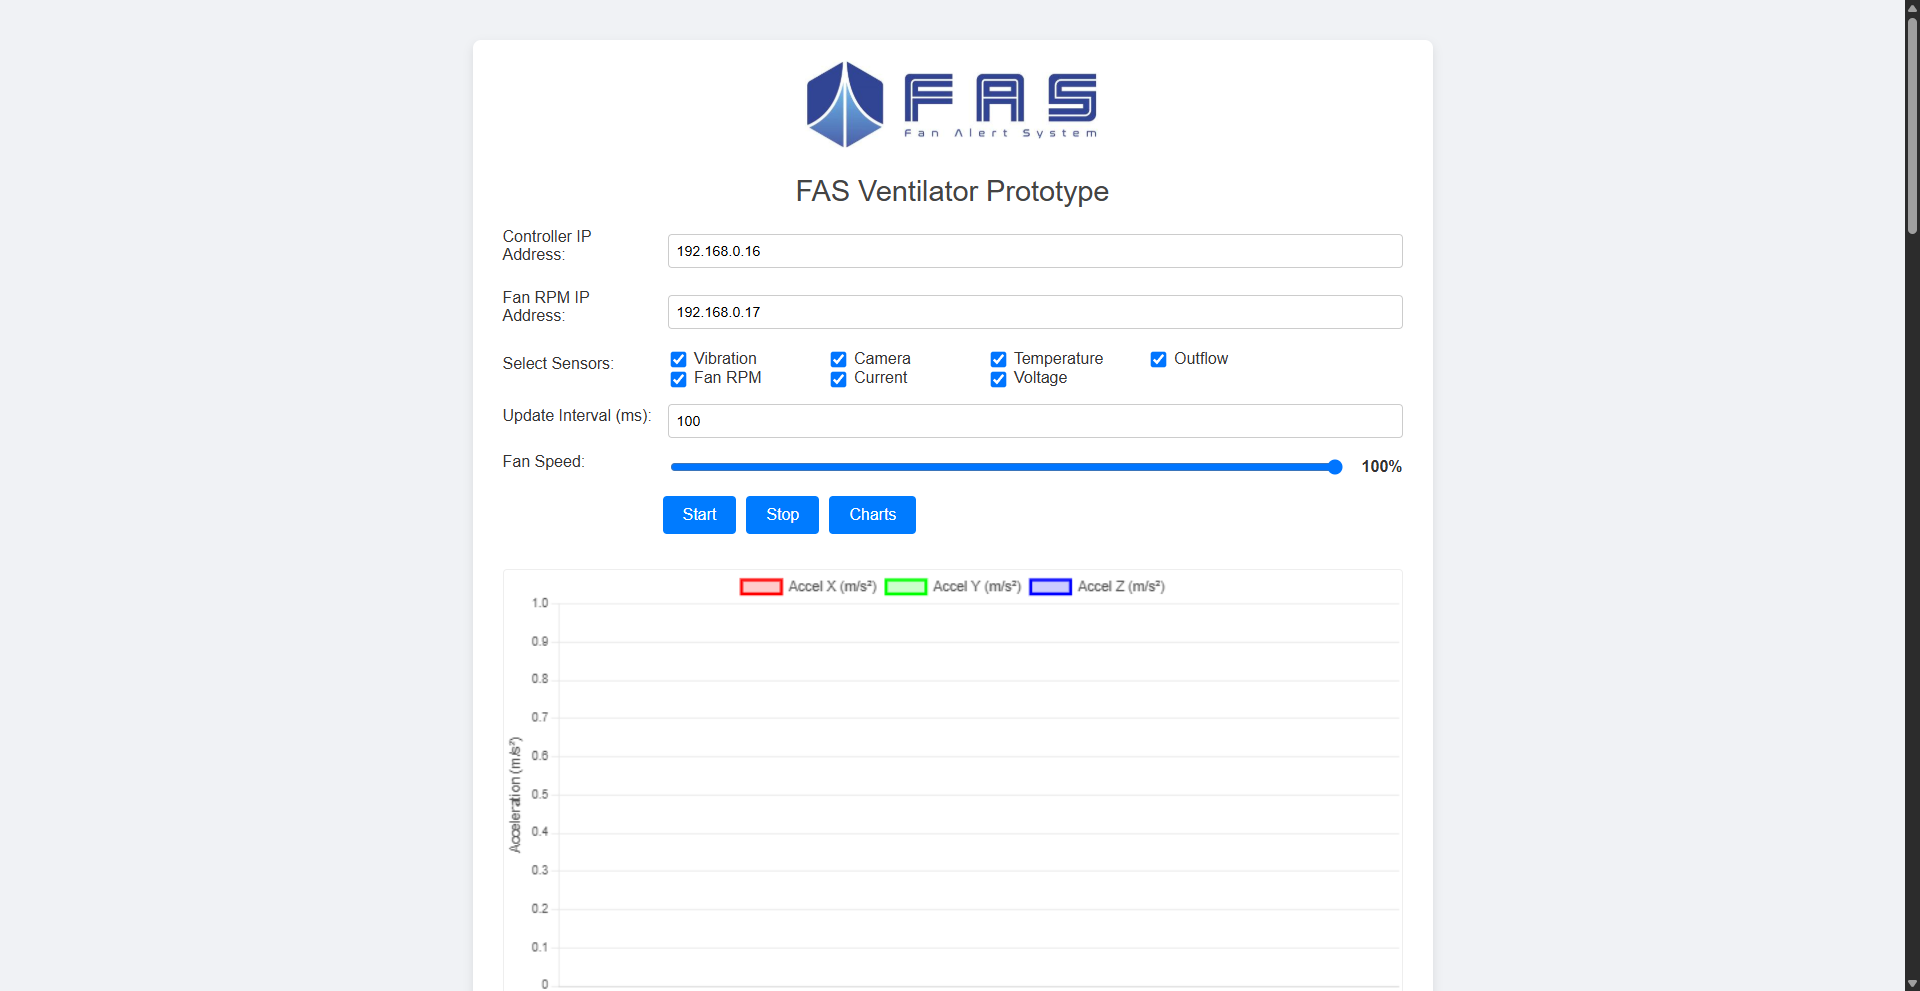 FAS
Fan Alert System
FAS Ventilator Prototype
Controller IP
Address:
192.168.0.16
Fan RPM IP
Address:
192.168.0.17
Select Sensors:
Vibration
Camera
Temperature
Outflow
Fan RPM
Current
Voltage
Update Interval (ms):
100
Fan Speed:
100%
Start
Stop
Charts
Accel X (m/s²)
Accel Y (m/s²)
Accel Z (m/s²)
Acceleration (m/s²)
1.0
0.9
0.8
0.7
0.6
0.5
0.4
0.3
0.2
0.1
0